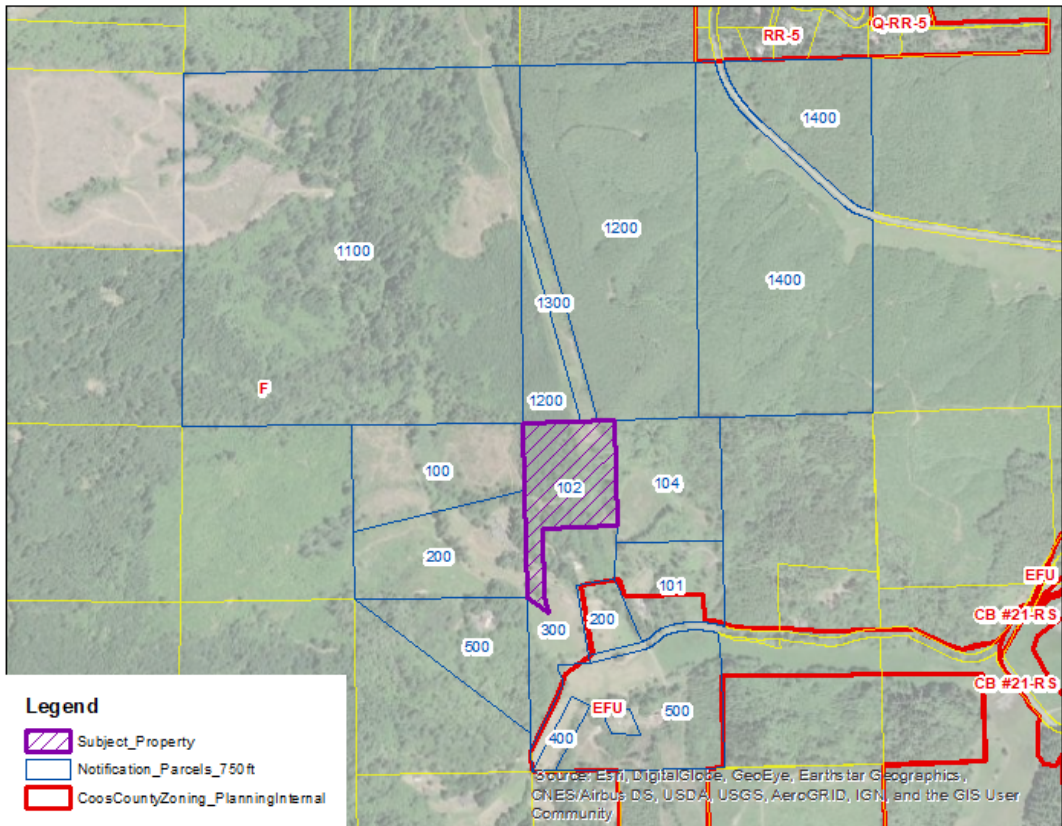 RR-5
Q-RR-5
1400
1200
1100
1400
1300
F
1200
100
102
104
200
101
EFU
CB #21-RS
200
300
500
CB #21-RS
EFU
500
400
Legend
Subject_Property
Notification_Parcels_750ft
CoosCountyZoning_PlanningInternal
Source: Esri, DigitalGlobe, GeoEye, Earthstar Geographics,
CNES/Airbus DS, USDA, USGS, AeroGRID, IGN, and the GIS User
Community